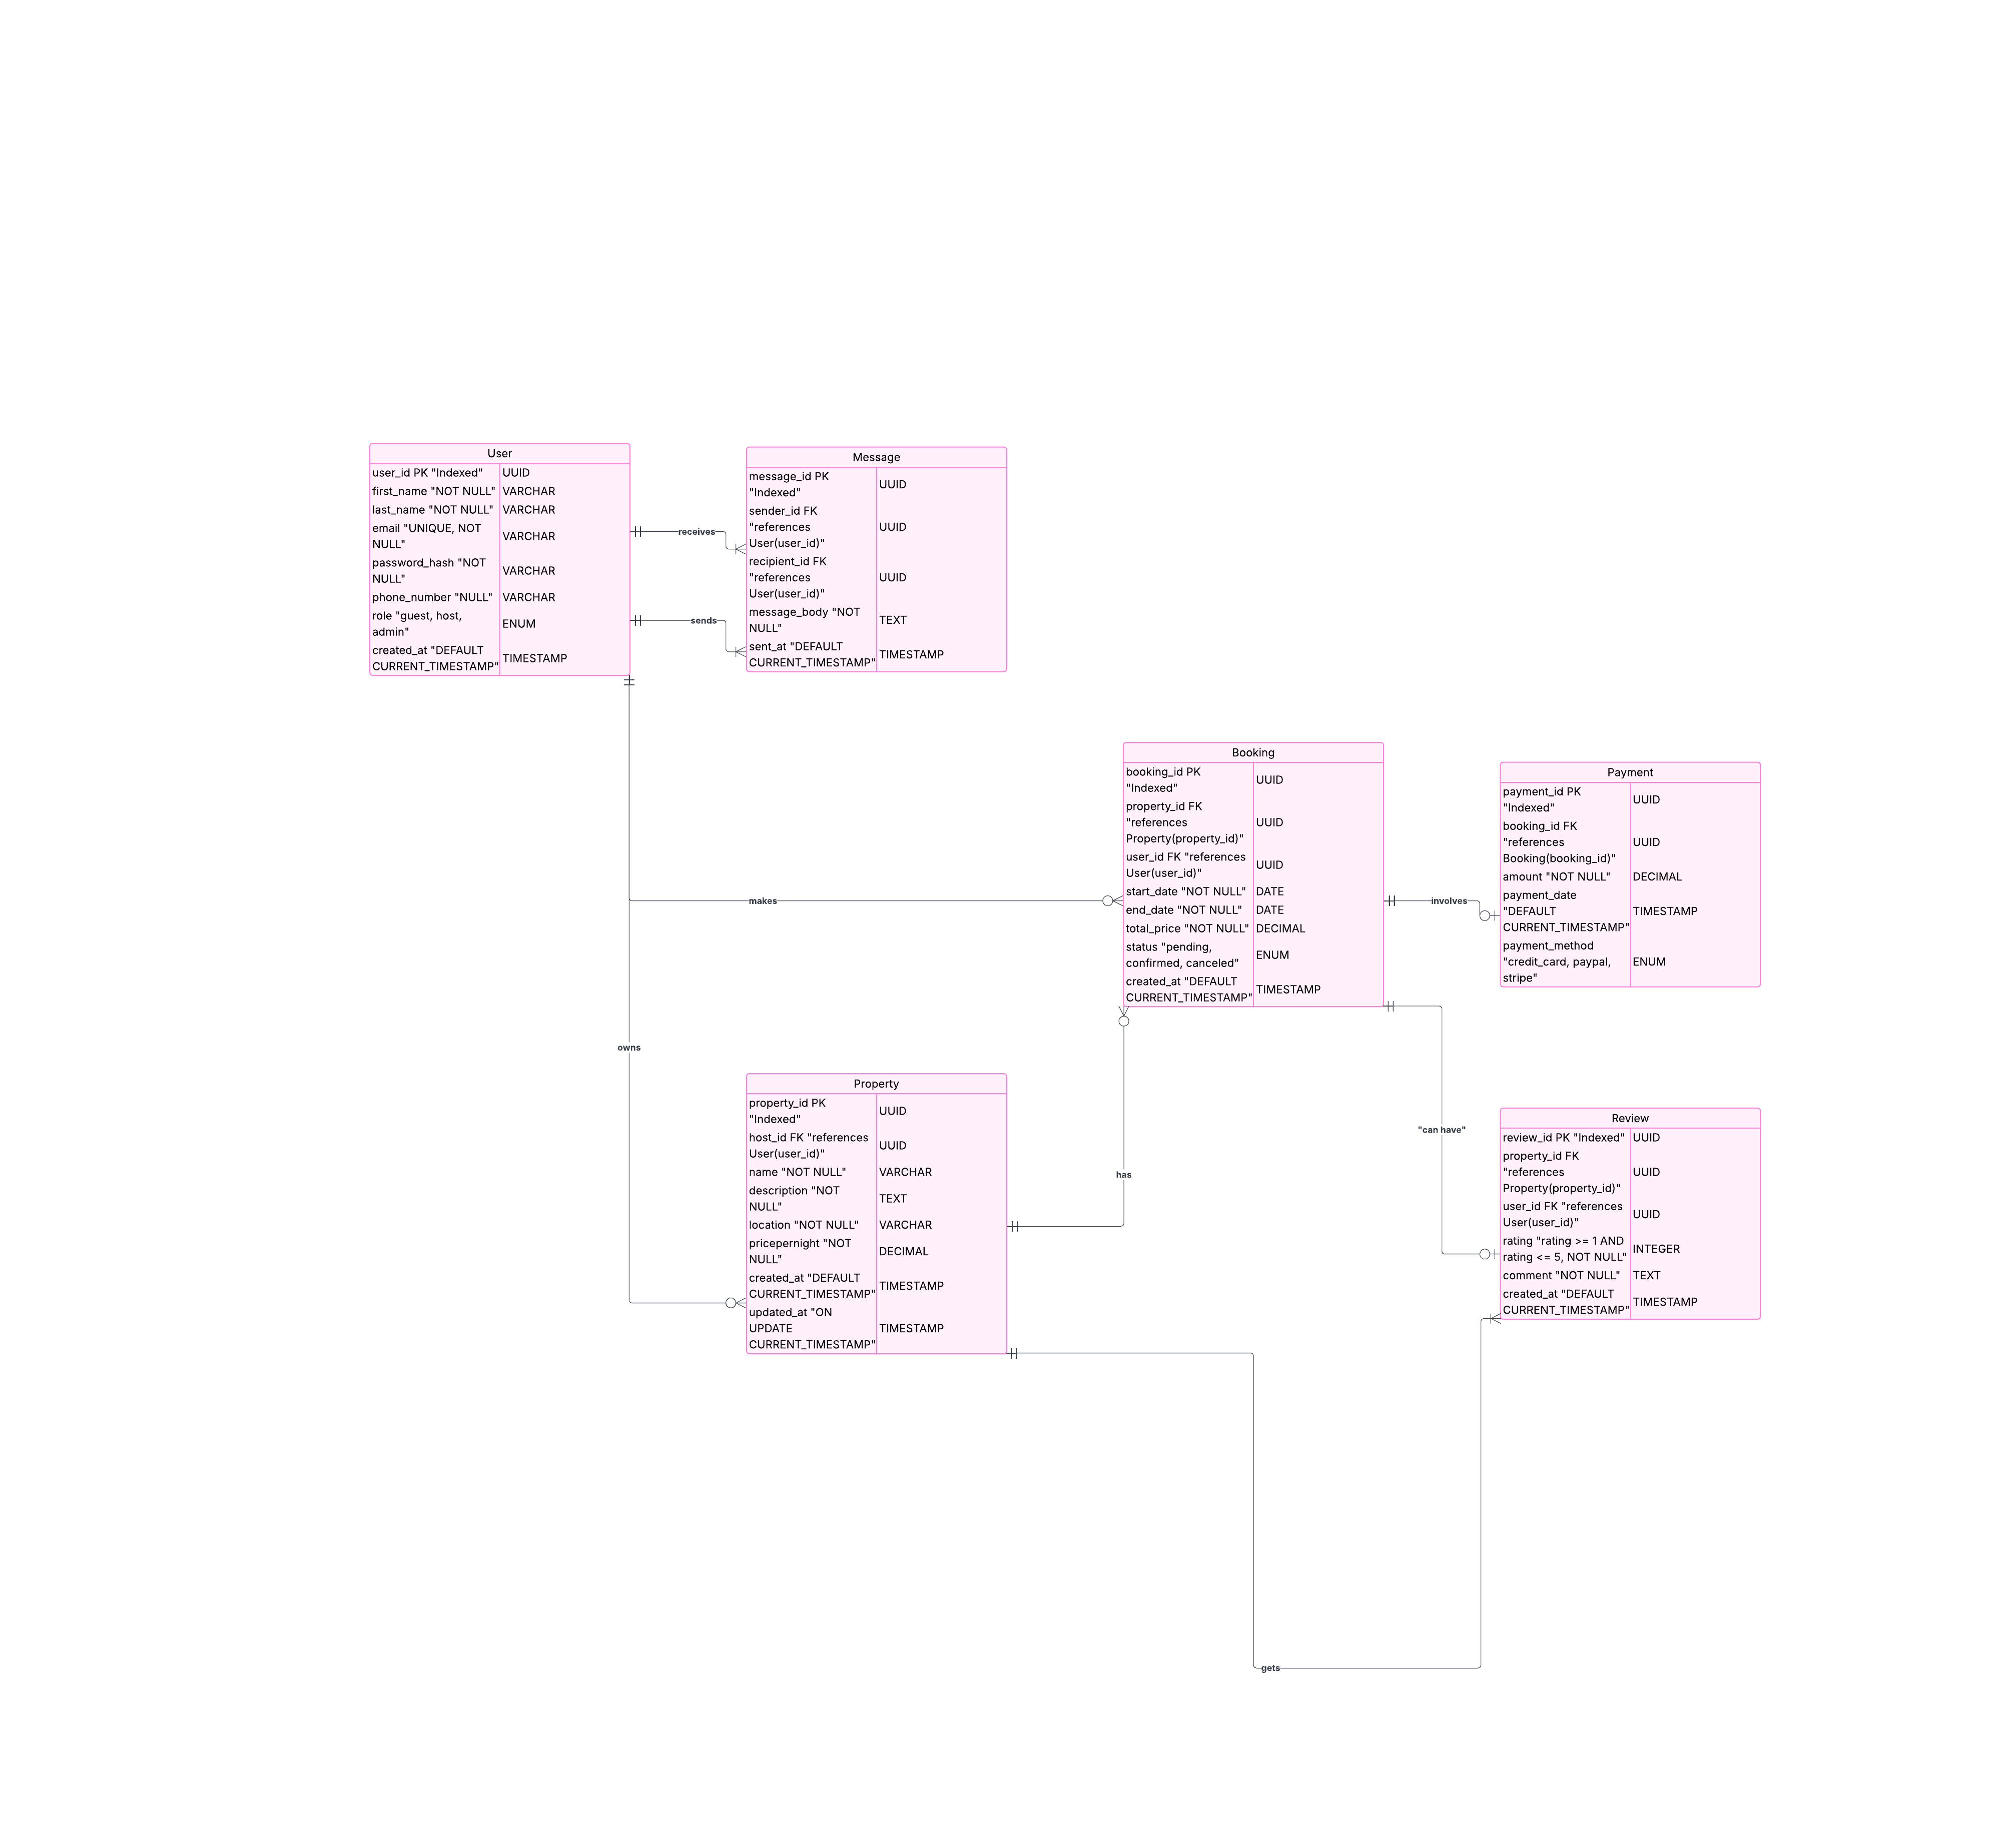 User
user_id PK "Indexed" UUID
first_name "NOT NULL" VARCHAR
last_name "NOT NULL" VARCHAR
email "UNIQUE, NOT
NULL" VARCHAR
password_hash "NOT
NULL" VARCHAR
phone_number "NULL" VARCHAR
role "guest, host,
admin" ENUM
created_at "DEFAULT
CURRENT_TIMESTAMP" TIMESTAMP
receives
sends
Message
message_id PK
"Indexed" UUID
sender_id FK
"references UUID
User(user_id)"
recipient_id FK
"references UUID
User(user_id)"
message_body "NOT
NULL" TEXT
sent_at "DEFAULT
CURRENT_TIMESTAMP" TIMESTAMP
makes
owns
Booking
booking_id PK
"Indexed" UUID
property_id FK
"references UUID
Property(property_id)"
user_id FK "references
User(user_id)" UUID
start_date "NOT NULL" DATE
end_date "NOT NULL" DATE
total_price "NOT NULL" DECIMAL
status "pending,
confirmed, canceled" ENUM
created_at "DEFAULT
CURRENT_TIMESTAMP" TIMESTAMP
involves
Payment
payment_id PK
"Indexed" UUID
booking_id FK
"references UUID
Booking(booking_id)"
amount "NOT NULL" DECIMAL
payment_date
"DEFAULT TIMESTAMP
CURRENT_TIMESTAMP"
payment_method
"credit_card, paypal, ENUM
stripe"
"can have"
has
Property
property_id PK
"Indexed" UUID
host_id FK "references
User(user_id)" UUID
name "NOT NULL" VARCHAR
description "NOT
NULL" TEXT
location "NOT NULL" VARCHAR
pricepernight "NOT
NULL" DECIMAL
created_at "DEFAULT
CURRENT_TIMESTAMP" TIMESTAMP
updated_at "ON
UPDATE TIMESTAMP
CURRENT_TIMESTAMP"
Review
review_id PK "Indexed" UUID
property_id FK
"references UUID
Property(property_id)"
user_id FK "references
User(user_id)" UUID
rating "rating >= 1 AND
rating <= 5, NOT NULL" INTEGER
comment "NOT NULL" TEXT
created_at "DEFAULT
CURRENT_TIMESTAMP" TIMESTAMP
gets